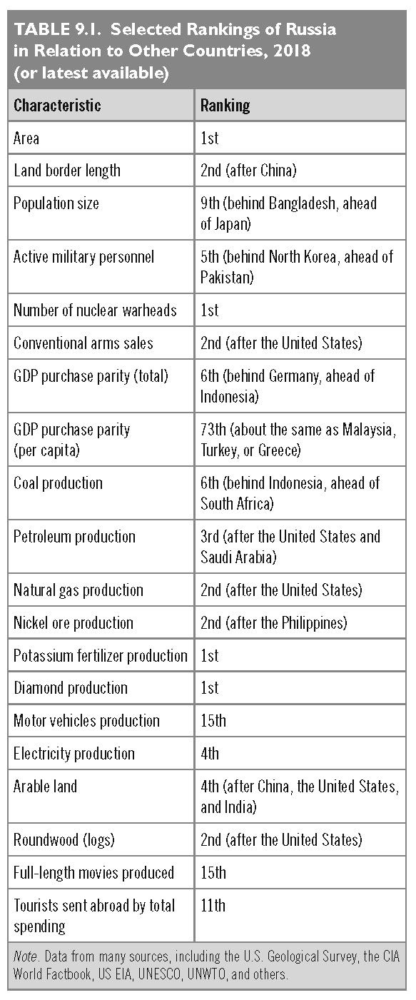 TABLE 9.1. Selected Rankings of Russia
in Relation to Other Countries, 2018
(or latest available)
Characteristic Ranking
Area 1st
Land border length 2nd (after China)
Population size 9th (behind Bangladesh, ahead
of Japan)
Active military personnel 5th (behind North Korea, ahead of
Pakistan)
Number of nuclear warheads 1st
Conventional arms sales 2nd (after the United States)
GDP purchase parity (total) 6th (behind Germany, ahead of
Indonesia)
GDP purchase parity 73th (about the same as Malaysia,
(per capita) Turkey, or Greece)
Coal production 6th (behind Indonesia, ahead of
South Africa)
Petroleum production 3rd (after the United States and
Saudi Arabia)
Natural gas production 2nd (after the United States)
Nickel ore production 2nd (after the Philippines)
Potassium fertilizer production 1st
Diamond production 1st
Motor vehicles production 15th
Electricity production 4th
Arable land 4th (after China, the United States,
and India)
Roundwood (logs) 2nd (after the United States)
Full-length movies produced 15th
Tourists sent abroad by total 11th
spending
Note. Data from many sources, including the U.S. Geological Survey, the CIA
World Factbook, US EIA, UNESCO, UNWTO, and others.